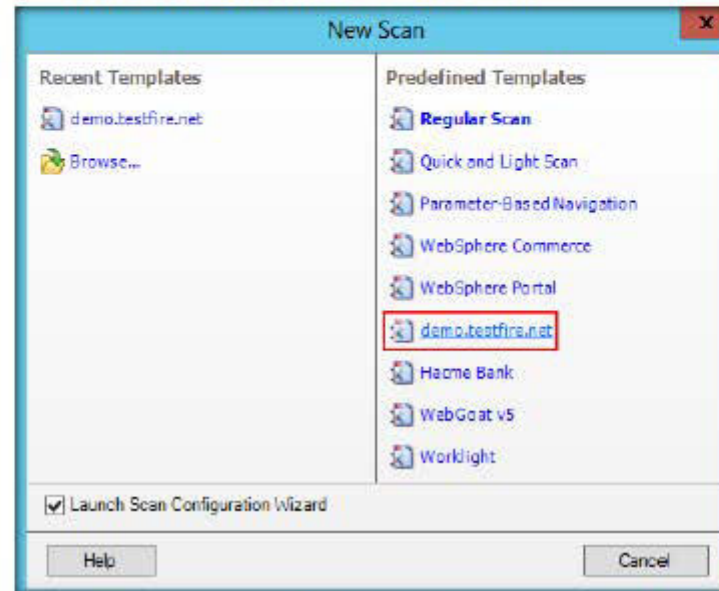 New Scan
x
Recent Templates
demo.testfire.net
Browse...
Predefined Templates
Regular Scan
Quick and Light Scan
Parameter-Based Navigation
WebSphere Commerce
WebSphere Portal
demo.testfire.net
Hacme Bank
WebGoat v5
Worklight
Launch Scan Configuration Wizard
Help
Cancel